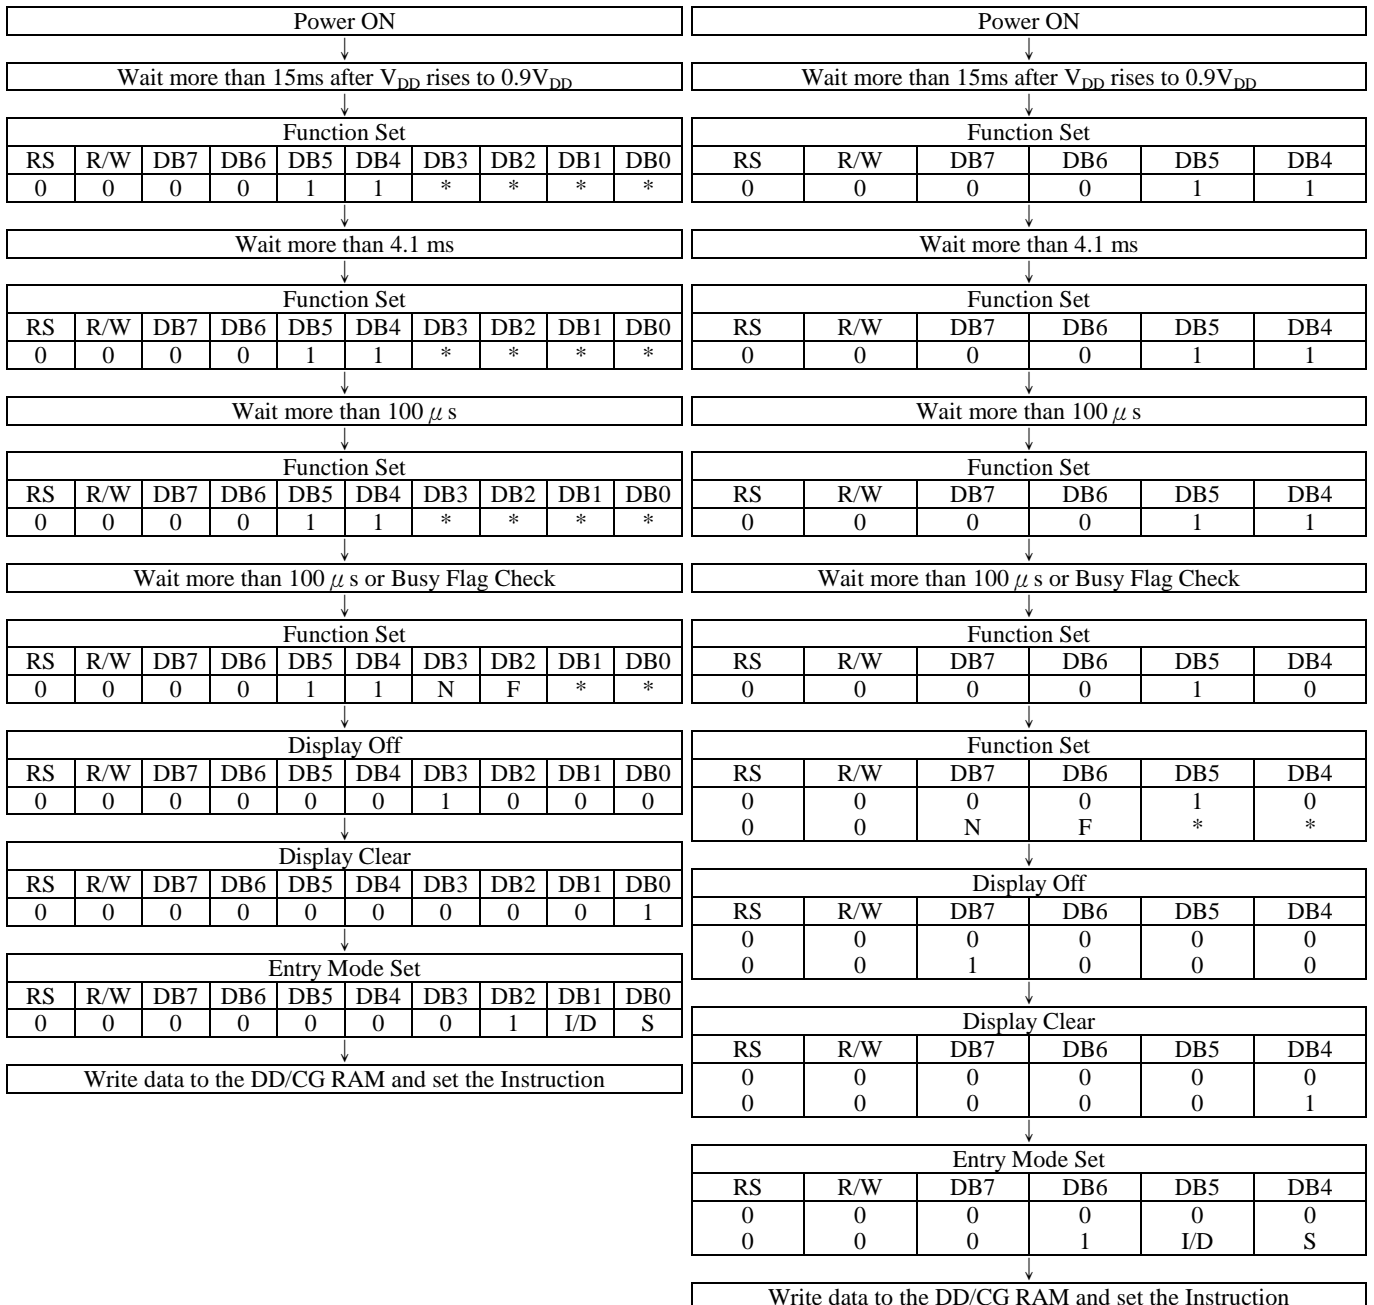 Power ON
↓
Wait more than 15ms after VDD rises to 0.9VDD
↓
Function Set
RS R/W DB7 DB6 DB5 DB4 DB3 DB2 DB1 DB0
0 0 0 0 1 1 * * * *
↓
Wait more than 4.1 ms
↓
Function Set
RS R/W DB7 DB6 DB5 DB4 DB3 DB2 DB1 DB0
0 0 0 0 1 1 * * * *
↓
Wait more than 100 μ s
↓
Function Set
RS R/W DB7 DB6 DB5 DB4 DB3 DB2 DB1 DB0
0 0 0 0 1 1 * * * *
↓
Wait more than 100 μ s or Busy Flag Check
↓
Function Set
RS R/W DB7 DB6 DB5 DB4 DB3 DB2 DB1 DB0
0 0 0 0 1 1 N F * *
↓
Display Off
RS R/W DB7 DB6 DB5 DB4 DB3 DB2 DB1 DB0
0 0 0 0 0 0 1 0 0 0
↓
Display Clear
RS R/W DB7 DB6 DB5 DB4 DB3 DB2 DB1 DB0
0 0 0 0 0 0 0 0 0 1
↓
Entry Mode Set
RS R/W DB7 DB6 DB5 DB4 DB3 DB2 DB1 DB0
0 0 0 0 0 0 0 1 I/D S
↓
Write data to the DD/CG RAM and set the Instruction
Power ON
↓
Wait more than 15ms after VDD rises to 0.9VDD
↓
Function Set
RS R/W DB7 DB6 DB5 DB4
0 0 0 0 1 1
↓
Wait more than 4.1 ms
↓
Function Set
RS R/W DB7 DB6 DB5 DB4
0 0 0 0 1 1
↓
Wait more than 100 μ s
↓
Function Set
RS R/W DB7 DB6 DB5 DB4
0 0 0 0 1 1
↓
Wait more than 100 μ s or Busy Flag Check
↓
Function Set
RS R/W DB7 DB6 DB5 DB4
0 0 0 0 1 0
↓
Function Set
RS R/W DB7 DB6 DB5 DB4
0 0 0 0 1 0
0 0 N F * *
↓
Display Off
RS R/W DB7 DB6 DB5 DB4
0 0 0 0 0 0
0 0 1 0 0 0
↓
Display Clear
RS R/W DB7 DB6 DB5 DB4
0 0 0 0 0 0
0 0 0 0 0 1
↓
Entry Mode Set
RS R/W DB7 DB6 DB5 DB4
0 0 0 0 0 0
0 0 0 1 I/D S
↓
Write data to the DD/CG RAM and set the Instruction